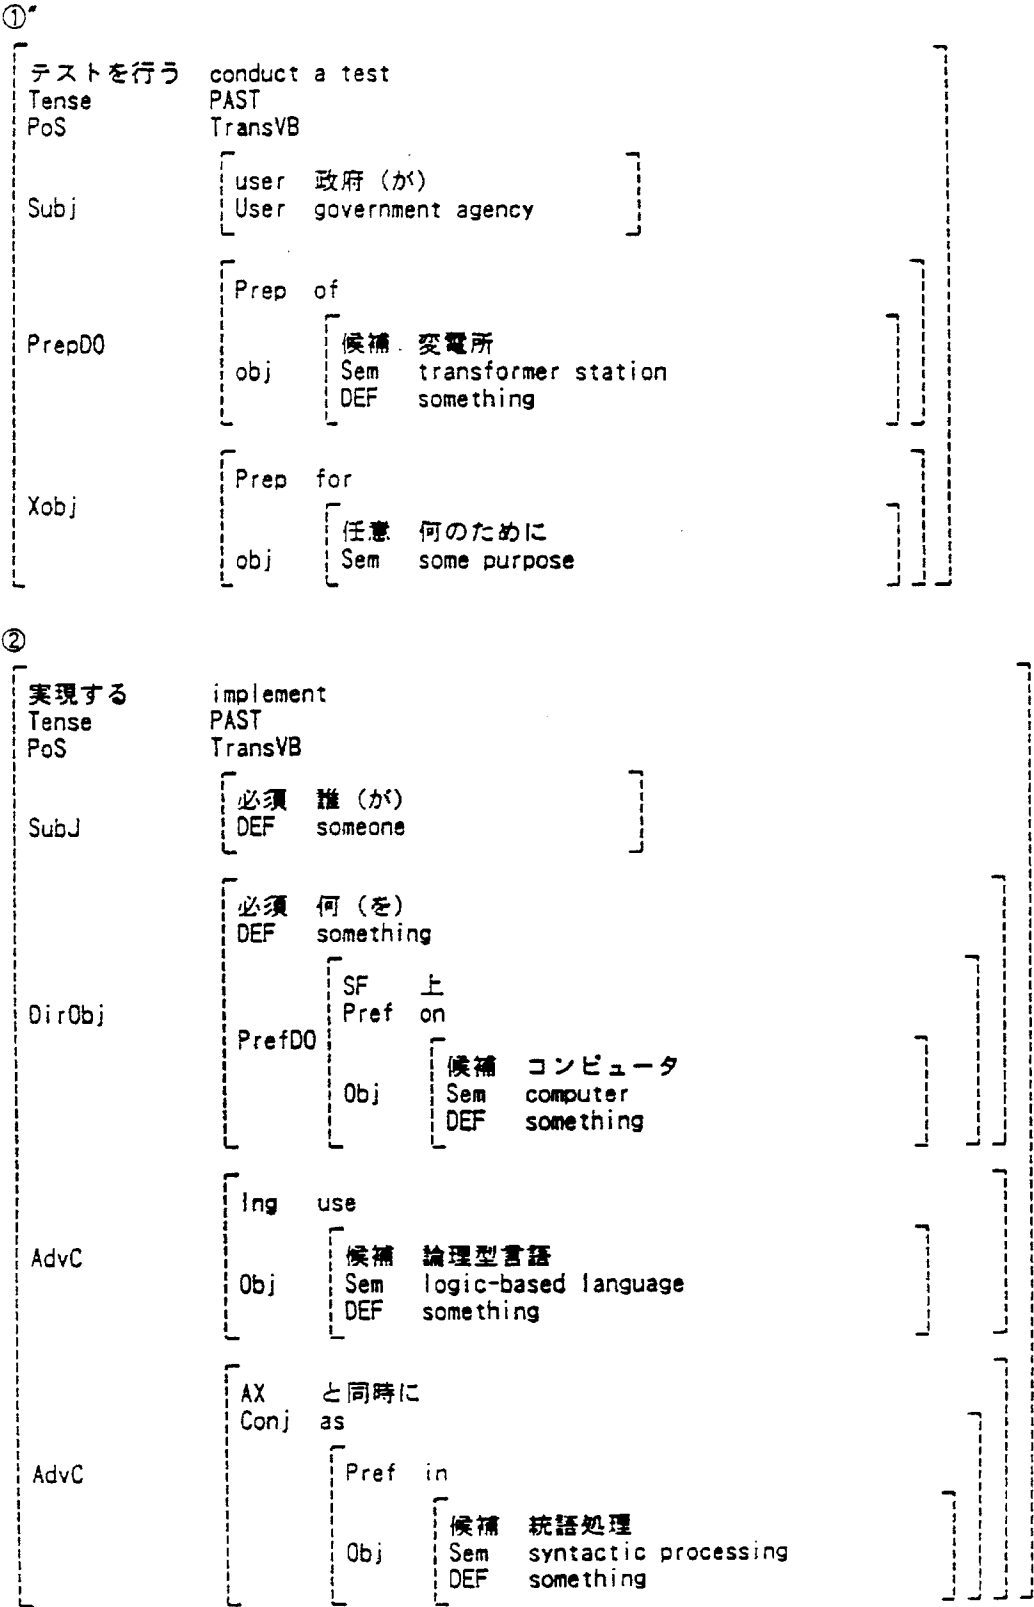 ①"
テストを行う conduct a test
Tense PAST
PoS TransVB
user 政府(が)
Subj User government agency
Prep of
PrepDO 候補 変電所
obj Sem transformer station
DEF something
Prep for
Xobj 任意 何のために
obj Sem some purpose
②
実現する implement
Tense PAST
PoS TransVB
必須 誰(が)
SubJ DEF someone
必須 何(を)
DEF something
SF 上
DirObj Pref on
PrefDO 候補 コンピュータ
Obj Sem computer
DEF something
Ing use
AdvC 候補 論理型言語
Obj Sem logic-based language
DEF something
AX と同時に
Conj as
AdvC Pref in
候補 統語処理
Obj Sem syntactic processing
DEF something